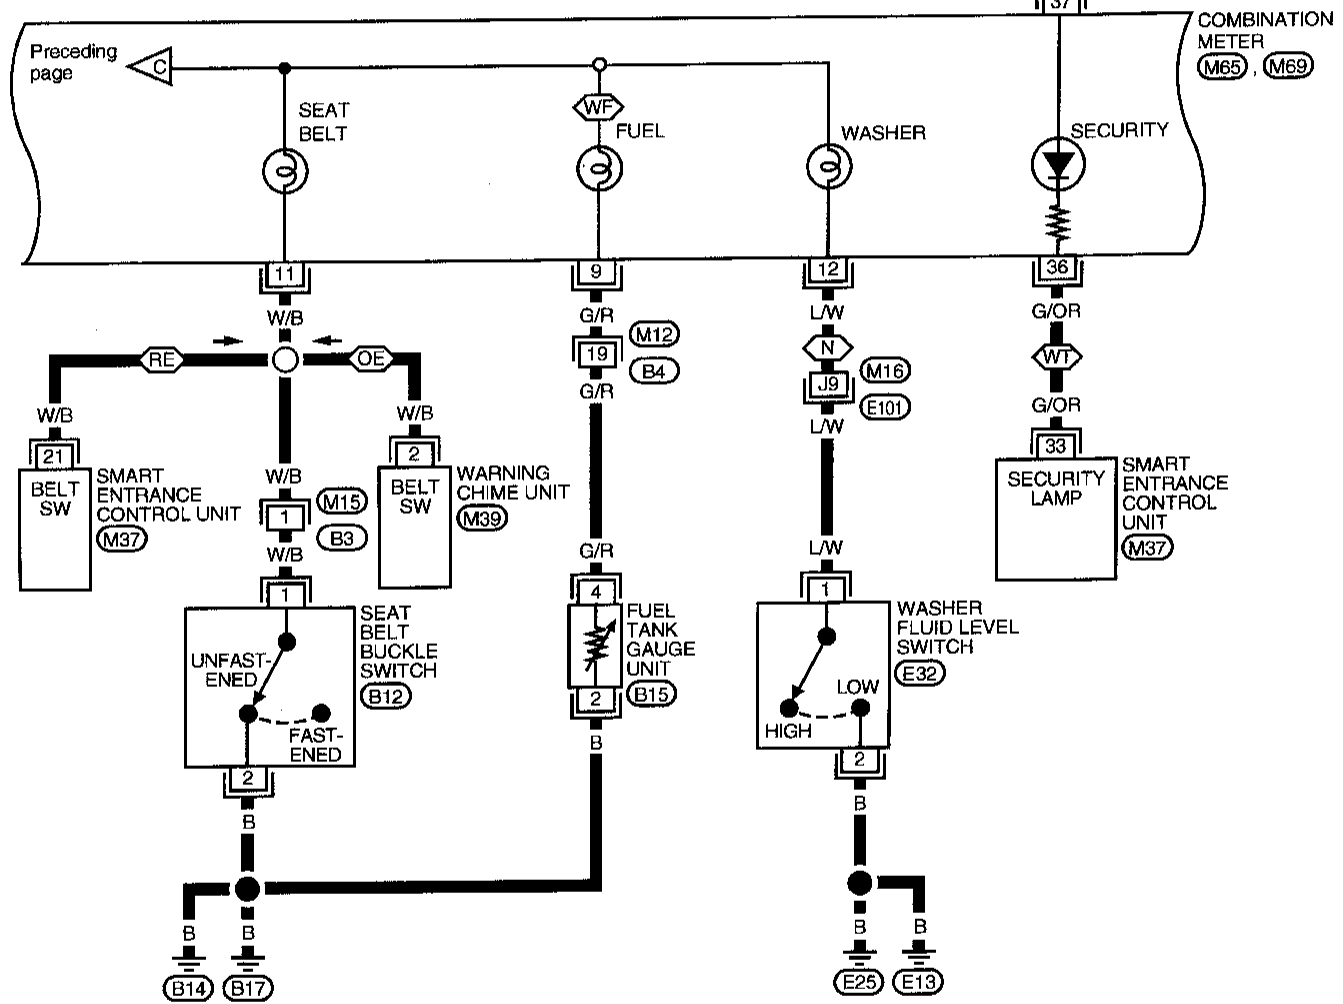 37
COMBINATION
METER
M65 , M69
Preceding
page
C
SEAT
BELT
WF
FUEL
WASHER
SECURITY
11
9
12
36
W/B
G/R
L/W
G/OR
M12
19
B4
G/R
N
J9
M16
E101
L/W
WT
G/OR
RE
OE
W/B
W/B
21
BELT
SW
SMART
ENTRANCE
CONTROL UNIT
M37
W/B
1
M15
B3
W/B
2
BELT
SW
WARNING
CHIME UNIT
M39
33
SECURITY
LAMP
SMART
ENTRANCE
CONTROL
UNIT
M37
G/R
L/W
1
UNFAST-
ENED
FAST-
ENED
2
SEAT
BELT
BUCKLE
SWITCH
B12
4
2
FUEL
TANK
GAUGE
UNIT
B15
1
HIGH
LOW
2
WASHER
FLUID LEVEL
SWITCH
E32
B
B
B
B
B
B
B
B14
B17
E25
E13